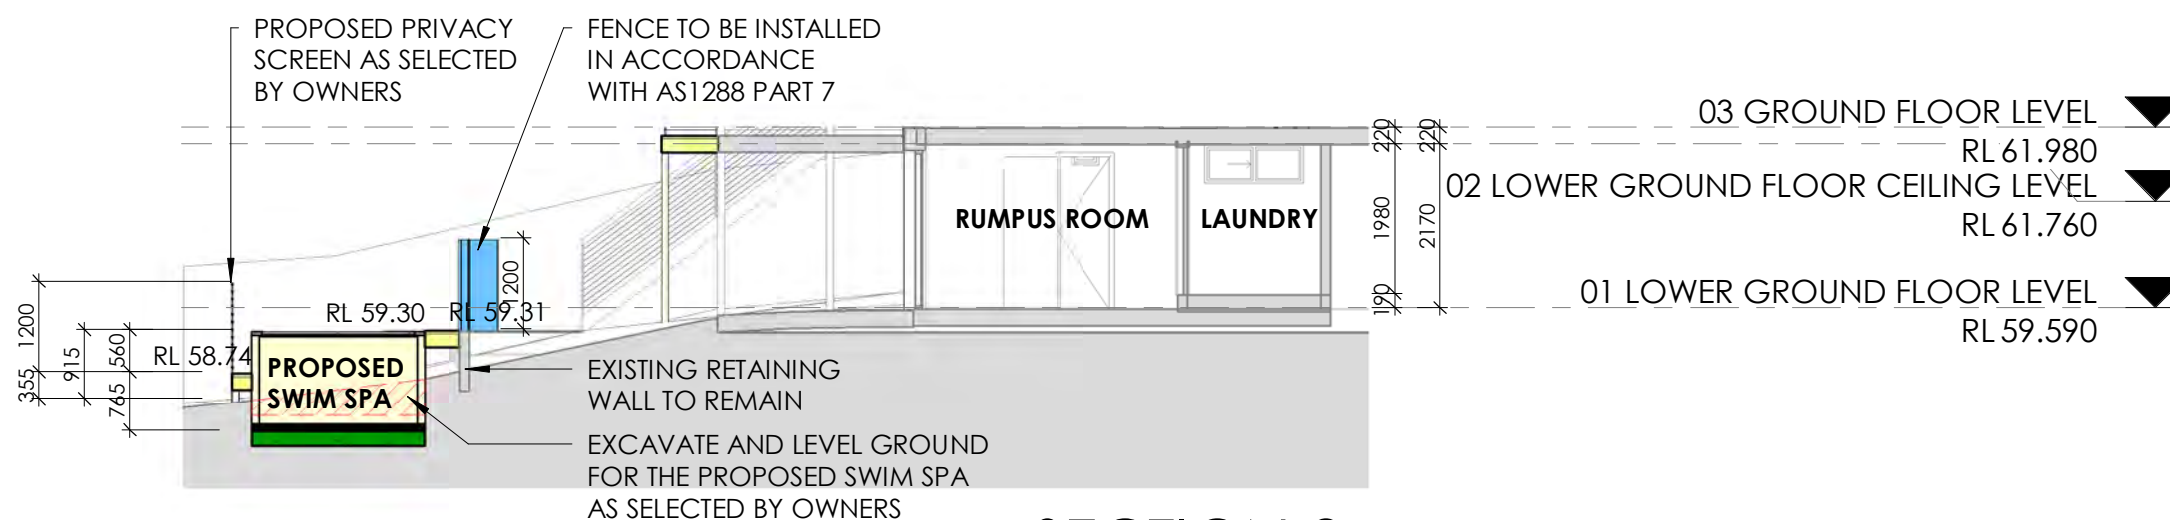 PROPOSED PRIVACY
SCREEN AS SELECTED
BY OWNERS
FENCE TO BE INSTALLED
IN ACCORDANCE
WITH AS1288 PART 7
03 GROUND FLOOR LEVEL
RL 61.980
02 LOWER GROUND FLOOR CEILING LEVEL
RL 61.760
01 LOWER GROUND FLOOR LEVEL
RL 59.590
220
220
1980
2170
190
RUMPUS ROOM
LAUNDRY
1200
RL 59.30
RL 59.31
RL 58.74
1200
355
915
560
765
PROPOSED
SWIM SPA
EXISTING RETAINING
WALL TO REMAIN
EXCAVATE AND LEVEL GROUND
FOR THE PROPOSED SWIM SPA
AS SELECTED BY OWNERS